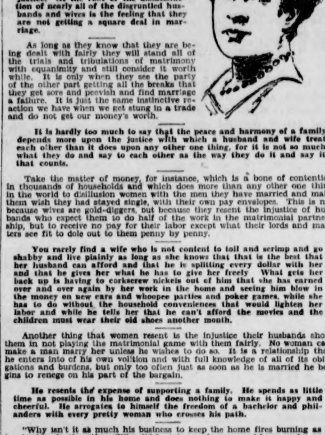 tion of nearly all of the disgruntled hus-
bands and wives is the feeling that they
are not getting a square deal in mar-
riage.
As long as they know that they are be-
ing dealt with fairly they will stand all of
the trials and tribulations of matrimony
with equanimity and still consider it worth
while. It is only when they see the party
of the other part getting all the breaks that
they get sore and peevish and find marriage
a failure. It is just the same instinctive re-
action we have when we get stung in a trade
and do not get our money's worth.
It is hardly too much to say that the peace and harmony of a family
depends more upon the justice with which a husband and wife treat
each other than it does upon any one other thing, for it is not so much
what they do and say to each other as the way they do it and say it
that counts.
Take the matter of money, for instance, which is a bone of contentio
in thousands of households and which does more than any other one thin
in the world to disillusion women with the men they have married and mak
them wish they had stayed single, with their own pay envelopes. This is n
because wives are gold-diggers, but because they resent the injustice of hu
bands who expect them to do half of the work in the matrimonial partne
ship, but to receive no pay for their labor except what their lords and ma
ters see fit to dole out to them penny by penny.
You rarely find a wife who is not content to toil and scrimp and go
shabby and live plainly as long as she knows that that is the best that
her husband can afford and that he is splitting every dollar with her
and that he gives her what he has to give her freely. What gets her
back up is having to corkscrew nickels out of him that she has earned
over and over again by her work in the home and seeing him blow in
the money on new cars and whoopee parties and poker games, while she
has to do without the household conveniences that would lighten her
labor and while he tells her that he can't afford the movies and the
children must wear their old shoes another month.
Another thing that women resent is the injustice their husbands sho
them in not playing the matrimonial game with them fairly. No woman ca
make a man marry her unless he wishes to do so. It is a relationship tha
he enters into of his own volition and with full knowledge of all of its obl
gations and burdens, but only too often just as soon as he is married he b
gins to renege on his part of the bargain.
He resents the expense of supporting a family. He spends as little
time as possible in his home and does nothing to make it happy and
cheerful. He arrogates to himself the freedom of a bachelor and phil-
anders with every pretty woman who crosses his path.
"Why isn't it as much his business to keep the home fires burning as